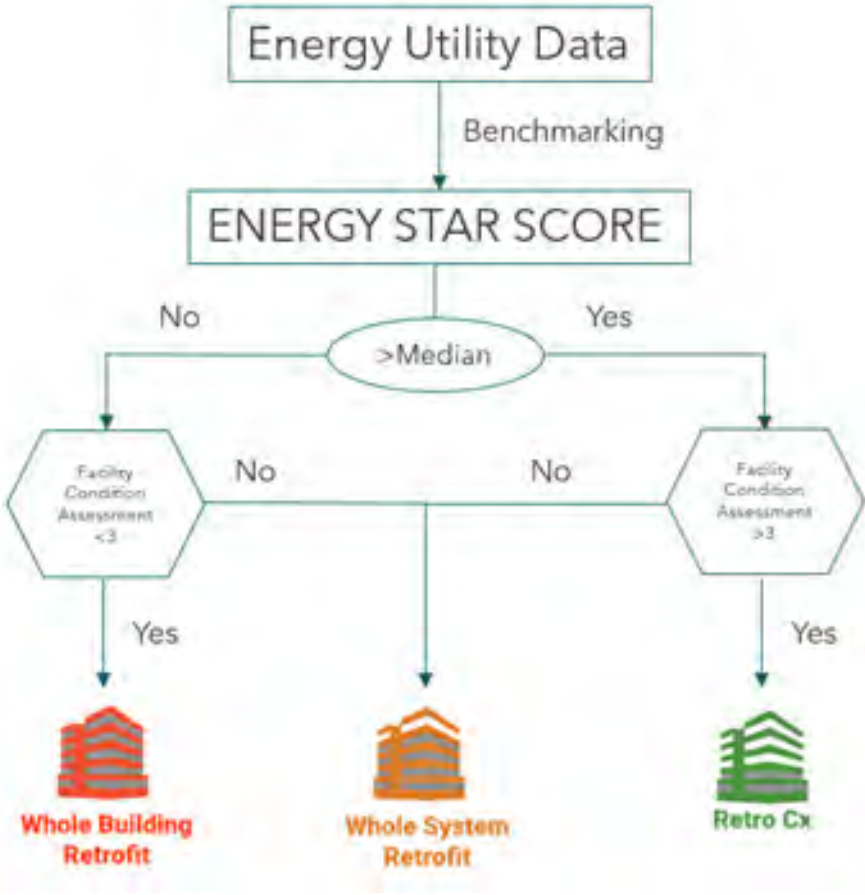 Energy Utility Data
Benchmarking
ENERGY STAR SCORE
No
Yes
>Median
Facility
Condition
Assessment
<3
No
No
Facility
Condition
Assessment
>3
Yes
Yes
Whole Building
Retrofit
Whole System
Retrofit
Retro Cx